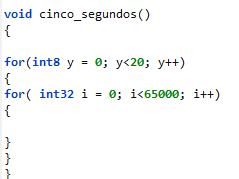 void cinco_segundos()
{
for(int8 y = 0; y<20; y++)
{
for( int32 i = 0; i<65000; i++)
{
}
}
}